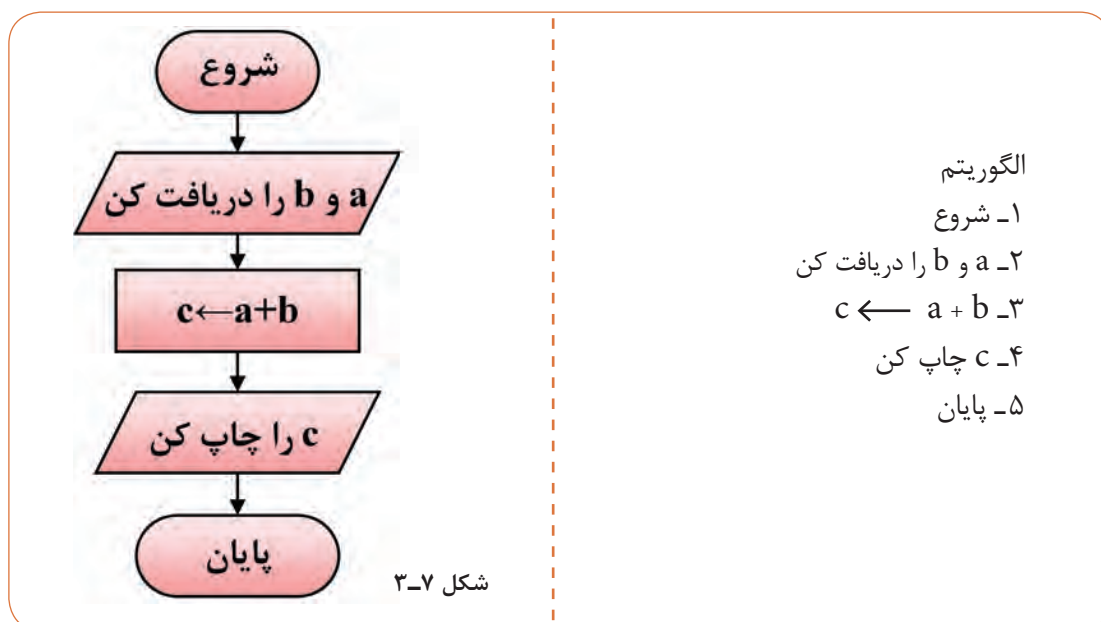 الگوریتم
۱ـ شروع
۲ـ a و b را دریافت کن
۳ـ c ⟵ a + b
۴ـ c چاپ کن
۵ـ پایان
شروع
a و b را دریافت کن
c←a+b
c را چاپ کن
پایان
شکل ۷ـ۳